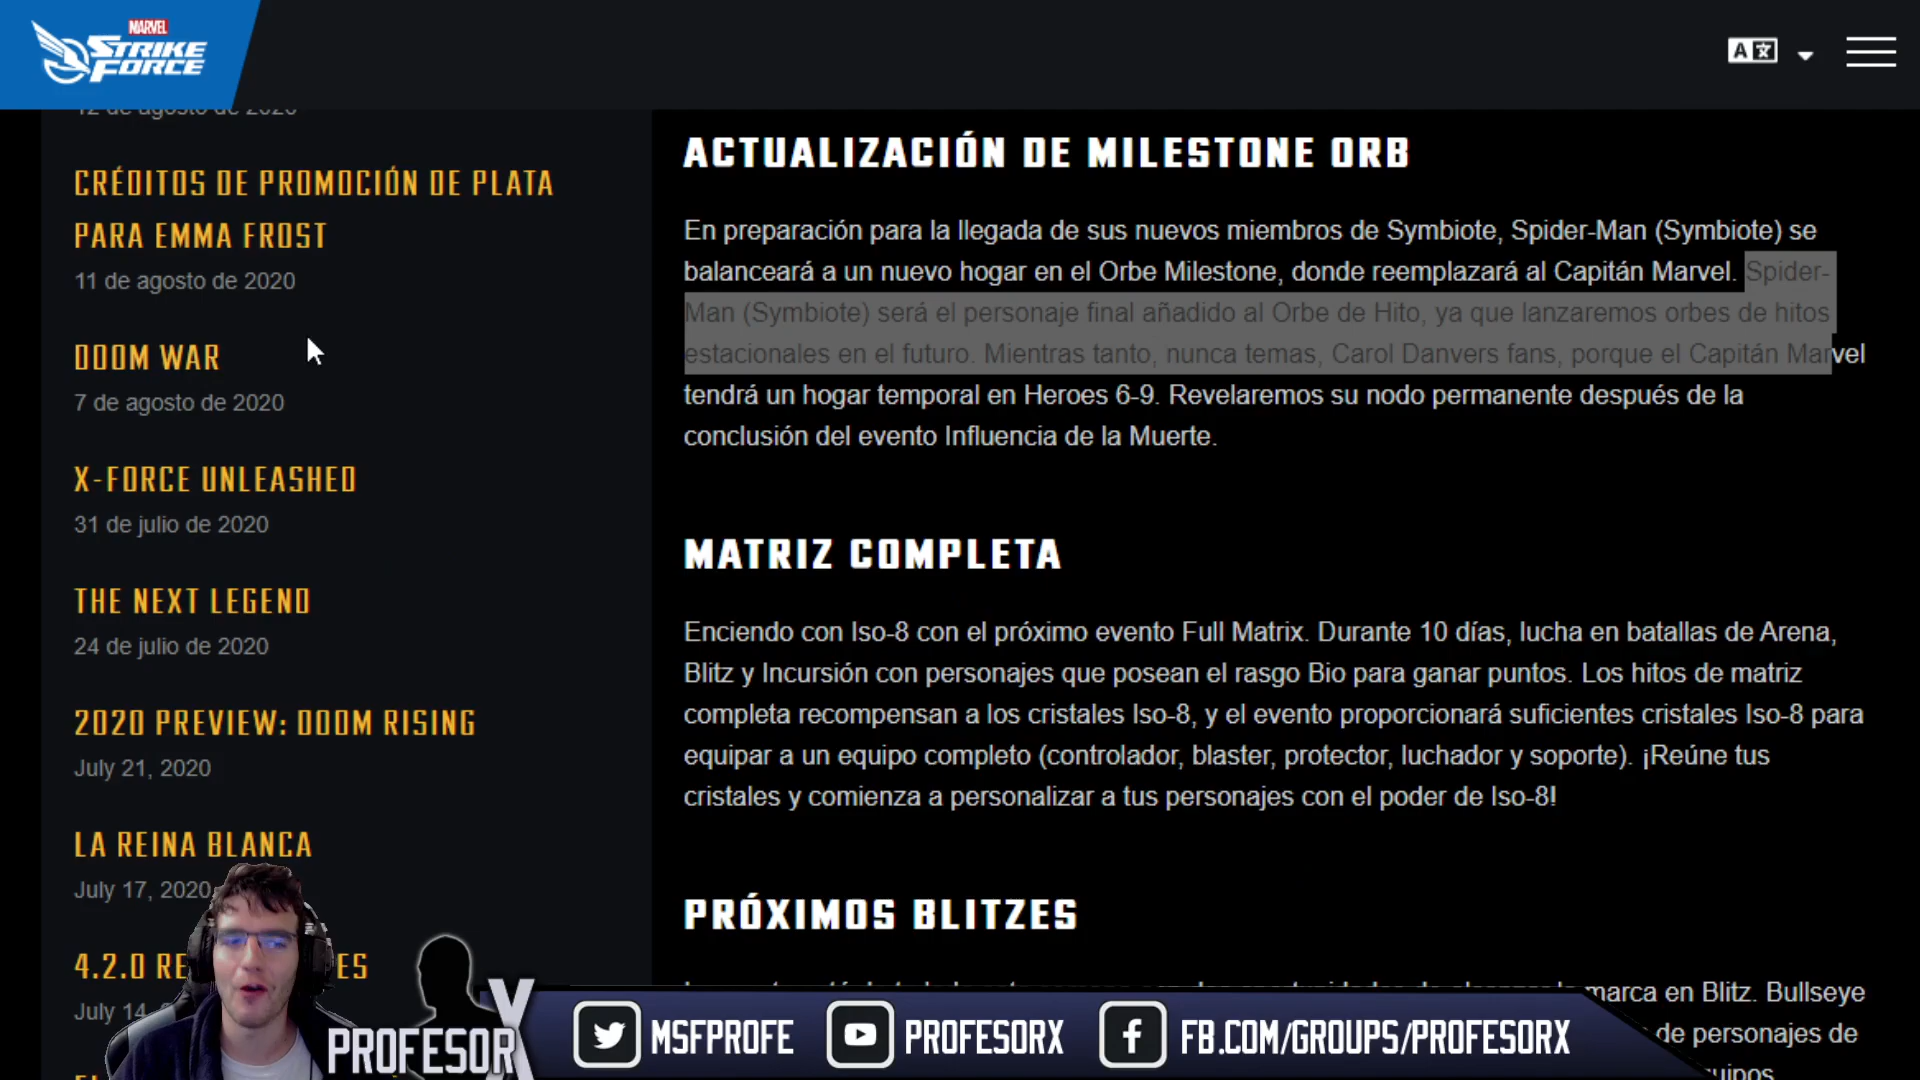 MARVEL
STRIKE
FORCE
A
12 de agosto de 2020
CRÉDITOS DE PROMOCIÓN DE PLATA
PARA EMMA FROST
11 de agosto de 2020
DOOM WAR
7 de agosto de 2020
X-FORCE UNLEASHED
31 de julio de 2020
THE NEXT LEGEND
24 de julio de 2020
2020 PREVIEW: DOOM RISING
July 21, 2020
LA REINA BLANCA
July 17, 2020
4.2.0
July 14,
ACTUALIZACIÓN DE MILESTONE ORB
En preparación para la llegada de sus nuevos miembros de Symbiote, Spider-Man (Symbiote) se
balanceará a un nuevo hogar en el Orbe Milestone, donde reemplazará al Capitán Marvel. Spider-
Man (Symbiote) será el personaje final añadido al Orbe de Hito, ya que lanzaremos orbes de hitos
estacionales en el futuro. Mientras tanto, nunca temas, Carol Danvers fans, porque el Capitán Marvel
tendrá un hogar temporal en Heroes 6-9. Revelaremos su nodo permanente después de la
conclusión del evento Influencia de la Muerte.
MATRIZ COMPLETA
Enciendo con Iso-8 con el próximo evento Full Matrix. Durante 10 días, lucha en batallas de Arena,
Blitz y Incursión con personajes que posean el rasgo Bio para ganar puntos. Los hitos de matriz
completa recompensan a los cristales Iso-8, y el evento proporcionará suficientes cristales Iso-8 para
equipar a un equipo completo (controlador, blaster, protector, luchador y soporte). ¡Reúne tus
cristales y comienza a personalizar a tus personajes con el poder de Iso-8!
PRÓXIMOS BLITZES
marca en Blitz. Bullseye
de personajes de
PROFESOR X
MSFPROFE
PROFESORX
FB.COM/GROUPS/PROFESORX